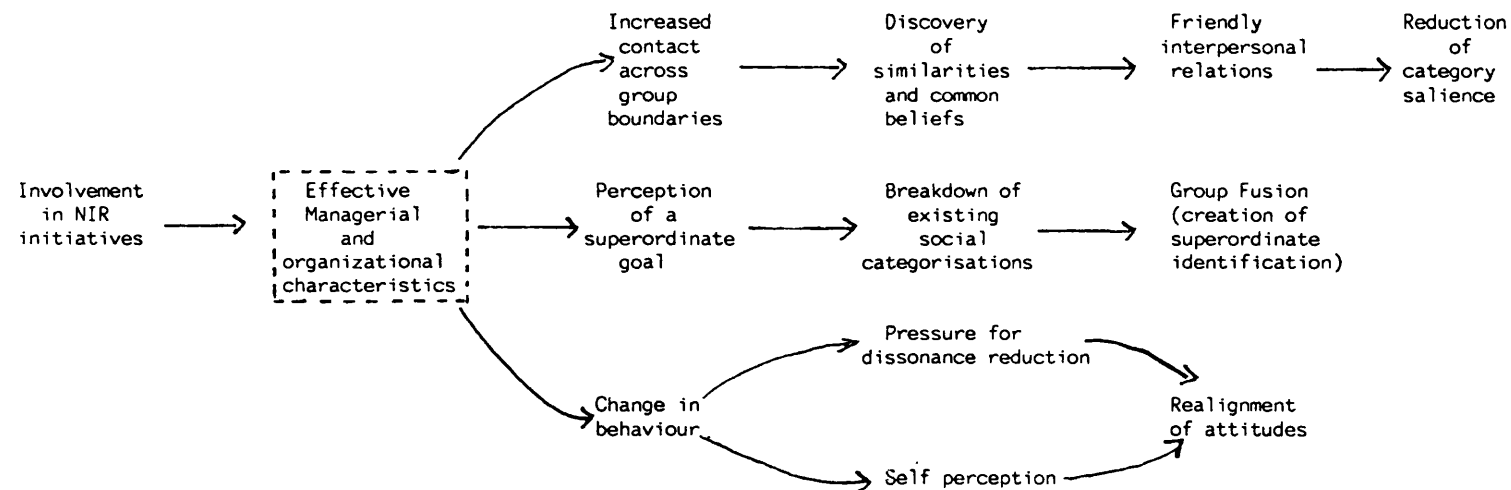 Involvement
in NIR
initiatives
Effective
Managerial
and
organizational
characteristics
Increased
contact
across
group
boundaries
Discovery
of
similarities
and common
beliefs
Friendly
interpersonal
relations
Reduction
of
category
salience
Perception
of a
superordinate
goal
Breakdown of
existing
social
categorisations
Group Fusion
(creation of
superordinate
identification)
Change in
behaviour
Pressure for
dissonance reduction
Self perception
Realignment
of attitudes